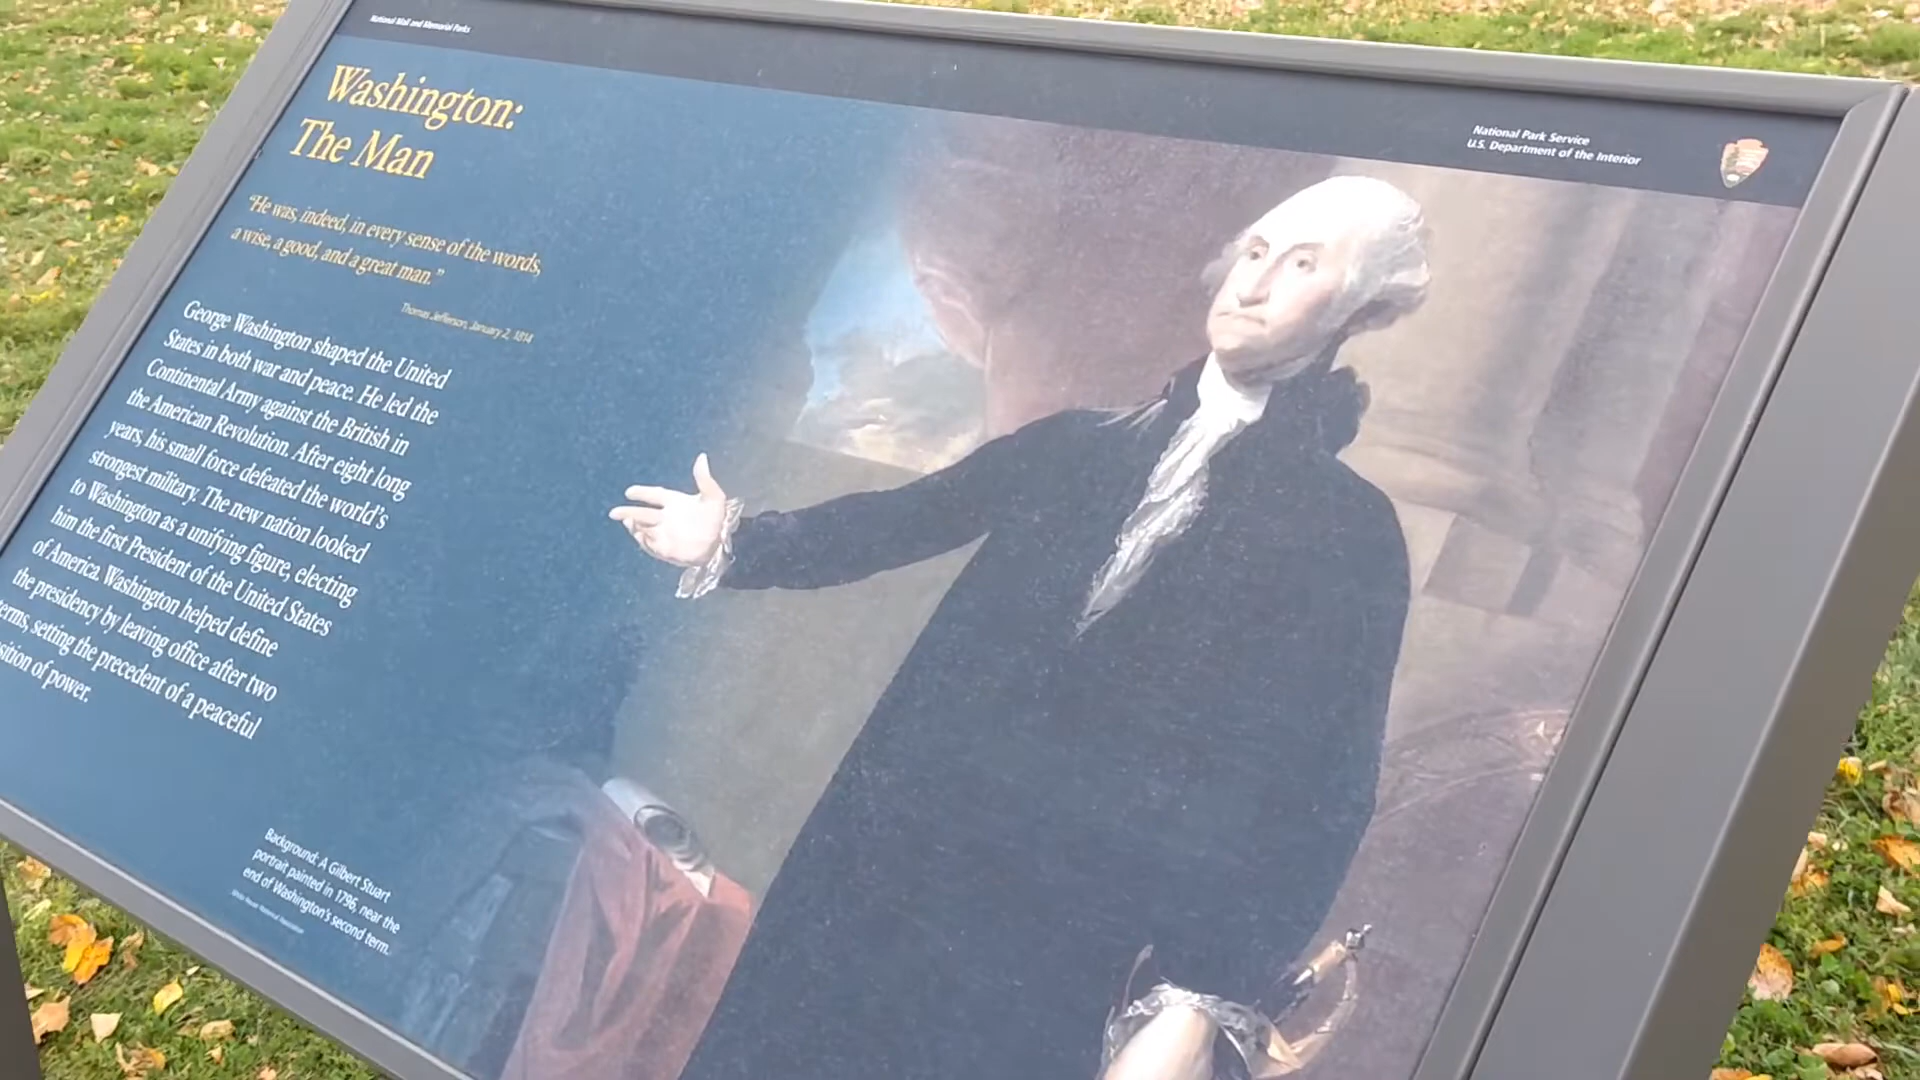 National Mall and Memorial Parks
National Park Service
U.S. Department of the Interior
Washington:
The Man
“He was, indeed, in every sense of the words,
a wise, a good, and a great man.”
Thomas Jefferson, January 2, 1814
George Washington shaped the United
States in both war and peace. He led the
Continental Army against the British in
the American Revolution. After eight long
years, his small force defeated the world's
strongest military. The new nation looked
to Washington as a unifying figure, electing
him the first President of the United States
of America. Washington helped define
the presidency by leaving office after two
terms, setting the precedent of a peaceful
sition of power.
Background: A Gilbert Stuart
portrait painted in 1796, near the
end of Washington's second term.